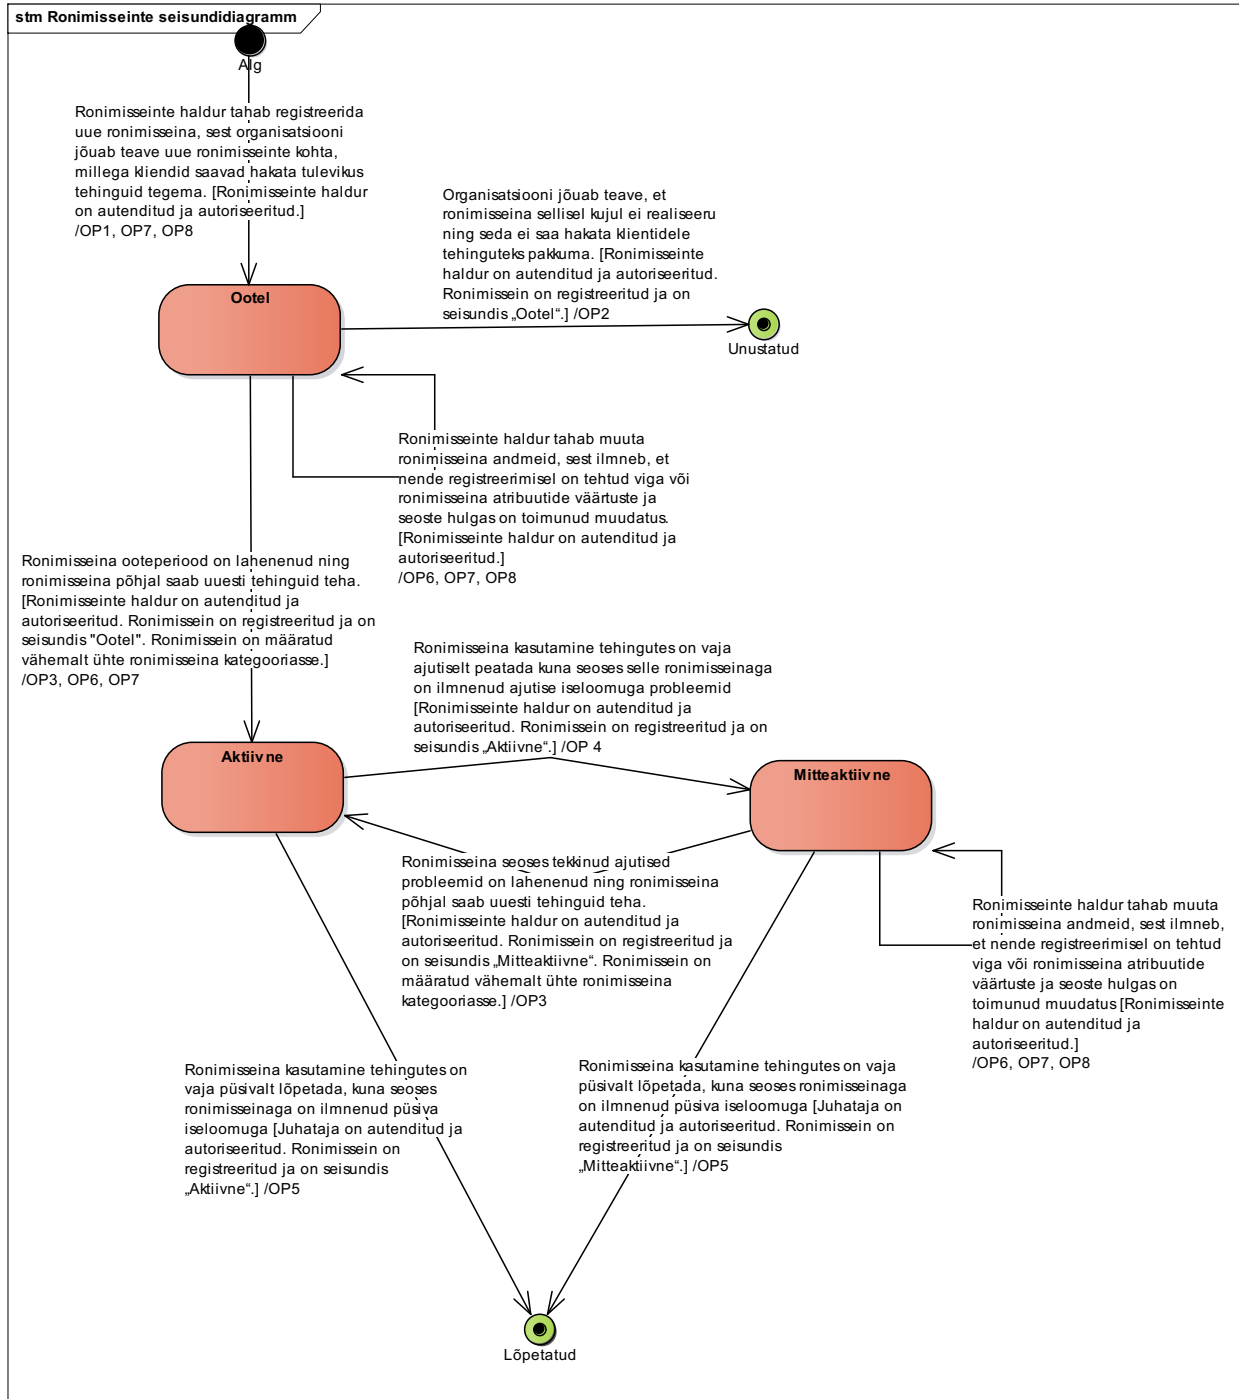 stm Ronimisseinte seisundidiagramm
Alg
Ronimisseinte haldur tahab registreerida
uue ronimisseina, sest organisatsiooni
jõuab teave uue ronimisseinte kohta,
millega kliendid saavad hakata tulevikus
tehinguid tegema. [Ronimisseinte haldur
on autenditud ja autoriseeritud.]
/OP1, OP7, OP8
Organisatsiooni jõuab teave, et
ronimisseina sellisel kujul ei realiseeru
ning seda ei saa hakata klientidele
tehinguteks pakkuma. [Ronimisseinte
haldur on autenditud ja autoriseeritud.
Ronimissein on registreeritud ja on
seisundis „Ootel“.] /OP2
Ootel
Unustatud
Ronimisseinte haldur tahab muuta
ronimisseina andmeid, sest ilmneb, et
nende registreerimisel on tehtud viga või
ronimisseina atribuutide väärtuste ja
seoste hulgas on toimunud muudatus.
[Ronimisseinte haldur on autenditud ja
autoriseeritud.]
/OP6, OP7, OP8
Ronimisseina ooteperiood on lahenenud ning
ronimisseina põhjal saab uuesti tehinguid teha.
[Ronimisseinte haldur on autenditud ja
autoriseeritud. Ronimissein on registreeritud ja on
seisundis "Ootel". Ronimissein on määratud
vähemalt ühte ronimisseina kategooriasse.]
/OP3, OP6, OP7
Ronimisseina kasutamine tehingutes on vaja
ajutiselt peatada kuna seoses selle ronimisseinaga
on ilmnenud ajutise iseloomuga probleemid
[Ronimisseinte haldur on autenditud ja
autoriseeritud. Ronimissein on registreeritud ja on
seisundis „Aktiivne“.] /OP 4
Aktiivne
Mitteaktiivne
Ronimisseina seoses tekkinud ajutised
probleemid on lahenenud ning ronimisseina
põhjal saab uuesti tehinguid teha.
[Ronimisseinte haldur on autenditud ja
autoriseeritud. Ronimissein on registreeritud ja
on seisundis „Mitteaktiivne“. Ronimissein on
määratud vähemalt ühte ronimisseina
kategooriasse.] /OP3
Ronimisseinte haldur tahab muuta
ronimisseina andmeid, sest ilmneb,
et nende registreerimisel on tehtud
viga või ronimisseina atribuutide
väärtuste ja seoste hulgas on
toimunud muudatus [Ronimisseinte
haldur on autenditud ja
autoriseeritud.]
/OP6, OP7, OP8
Ronimisseina kasutamine tehingutes on
vaja püsivalt lõpetada, kuna seoses
ronimisseinaga on ilmnenud püsiva
iseloomuga [Juhataja on autenditud ja
autoriseeritud. Ronimissein on
registreeritud ja on seisundis
„Aktiivne“.] /OP5
Ronimisseina kasutamine tehingutes on vaja
püsivalt lõpetada, kuna seoses ronimisseinaga
on ilmnenud püsiva iseloomuga [Juhataja on
autenditud ja autoriseeritud. Ronimissein on
registreeritud ja on seisundis
„Mitteaktiivne“.] /OP5
Lõpetatud